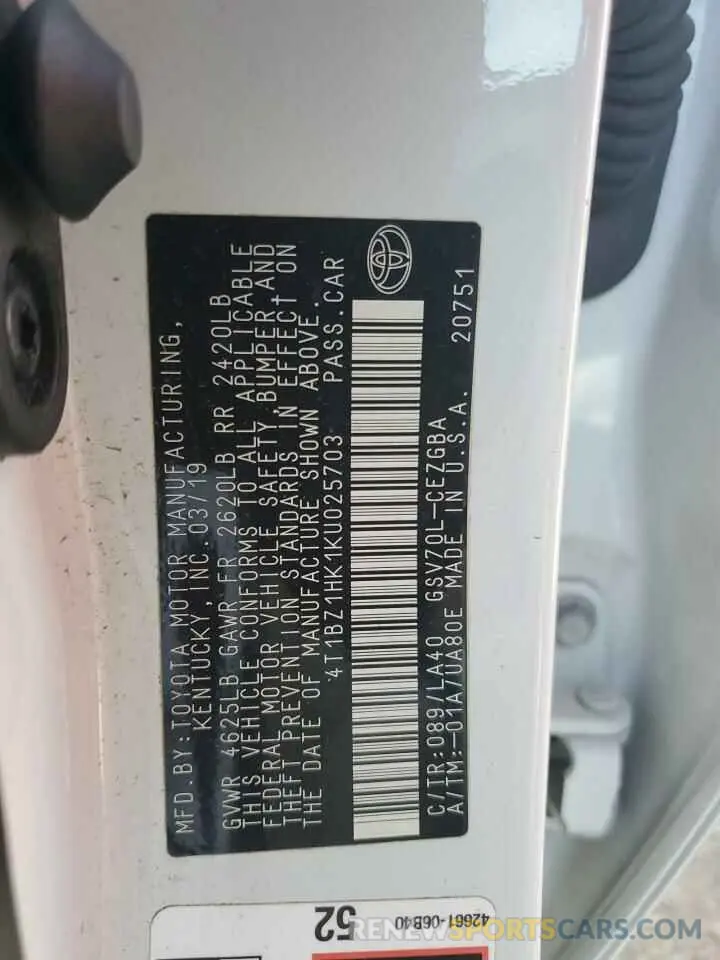 MFD.BY:TOYOTA MOTOR MANUFACTURING,
KENTUCKY,INC.03/19
GVWR 4625LB GAWR FR 2620LB RR 2420LB
THIS VEHICLE CONFORMS TO ALL APPLICABLE
FEDERAL MOTOR VEHICLE SAFETY,BUMPER,AND
THEFT PREVENTION STANDARDS IN EFFECT ON
THE DATE OF MANUFACTURE SHOWN ABOVE.
4T1BZ1HK1KU025703 PASS.CAR
C/TR:089/LA40 GSV70L-CEZGBA
A/TM:-01A/UA80E MADE IN U.S.A. 20751
52
42661-06B40
RENEWSPORTSCARS.COM